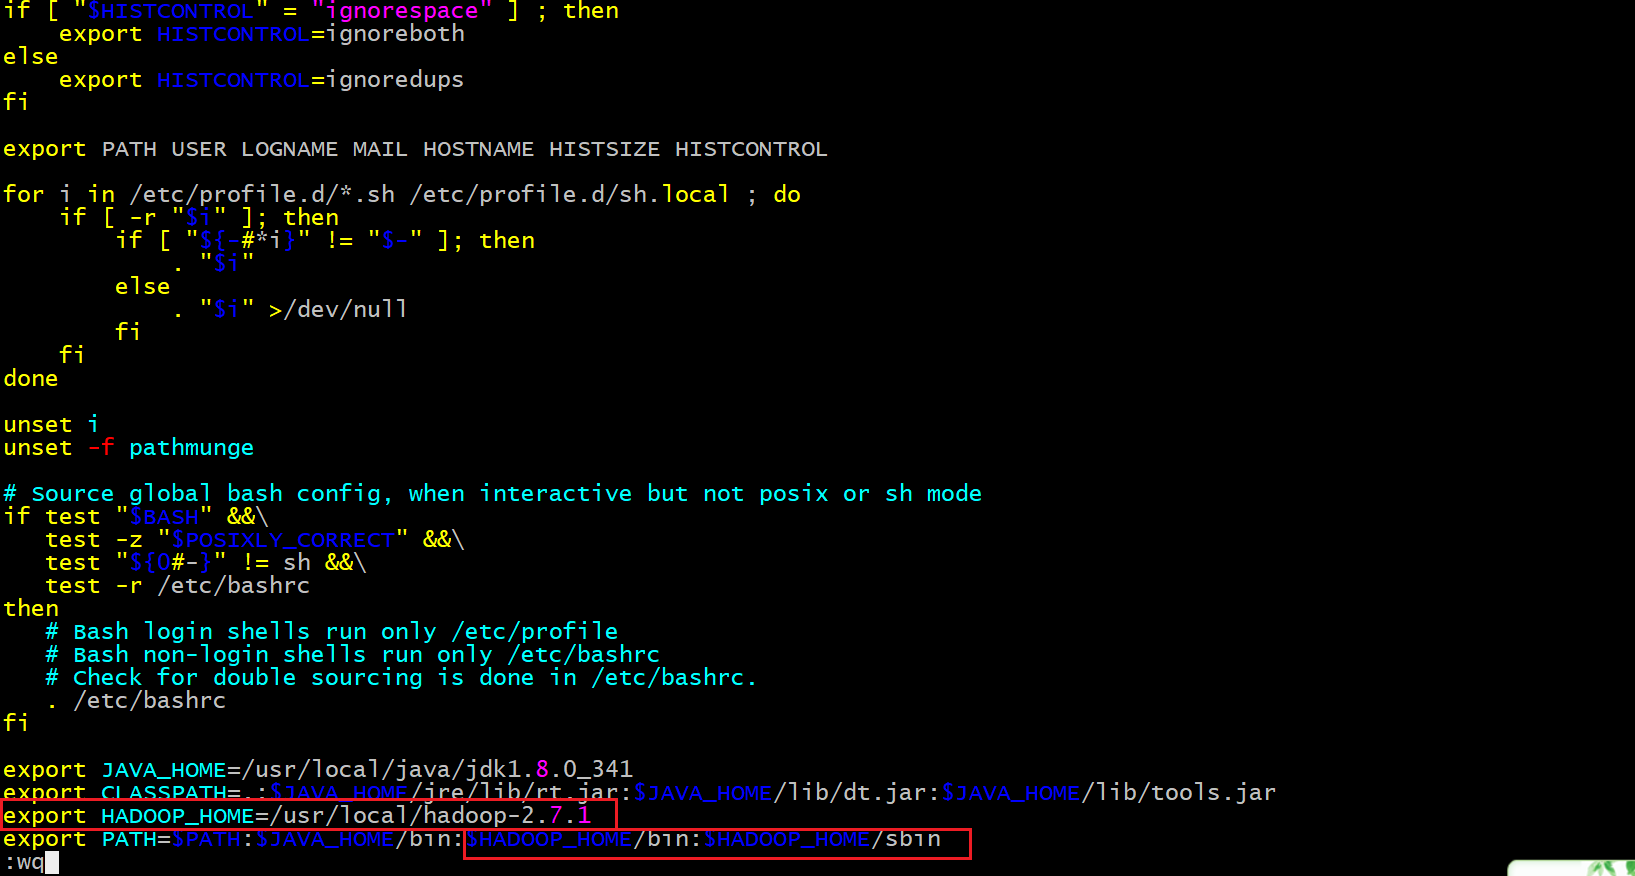 if [ "$HISTCONTROL" = "ignorespace" ] ; then
    export HISTCONTROL=ignoreboth
else
    export HISTCONTROL=ignoredups
fi

export PATH USER LOGNAME MAIL HOSTNAME HISTSIZE HISTCONTROL

for i in /etc/profile.d/*.sh /etc/profile.d/sh.local ; do
    if [ -r "$i" ]; then
        if [ "${-#*i}" != "$-" ]; then
            . "$i"
        else
            . "$i" >/dev/null
        fi
    fi
done

unset i
unset -f pathmunge

# Source global bash config, when interactive but not posix or sh mode
if test "$BASH" &&\
   test -z "$POSIXLY_CORRECT" &&\
   test "${0#-}" != sh &&\
   test -r /etc/bashrc
then
   # Bash login shells run only /etc/profile
   # Bash non-login shells run only /etc/bashrc
   # Check for double sourcing is done in /etc/bashrc.
   . /etc/bashrc
fi

export JAVA_HOME=/usr/local/java/jdk1.8.0_341
export CLASSPATH=.:$JAVA_HOME/jre/lib/rt.jar:$JAVA_HOME/lib/dt.jar:$JAVA_HOME/lib/tools.jar
export HADOOP_HOME=/usr/local/hadoop-2.7.1
export PATH=$PATH:$JAVA_HOME/bin:$HADOOP_HOME/bin:$HADOOP_HOME/sbin
:wq